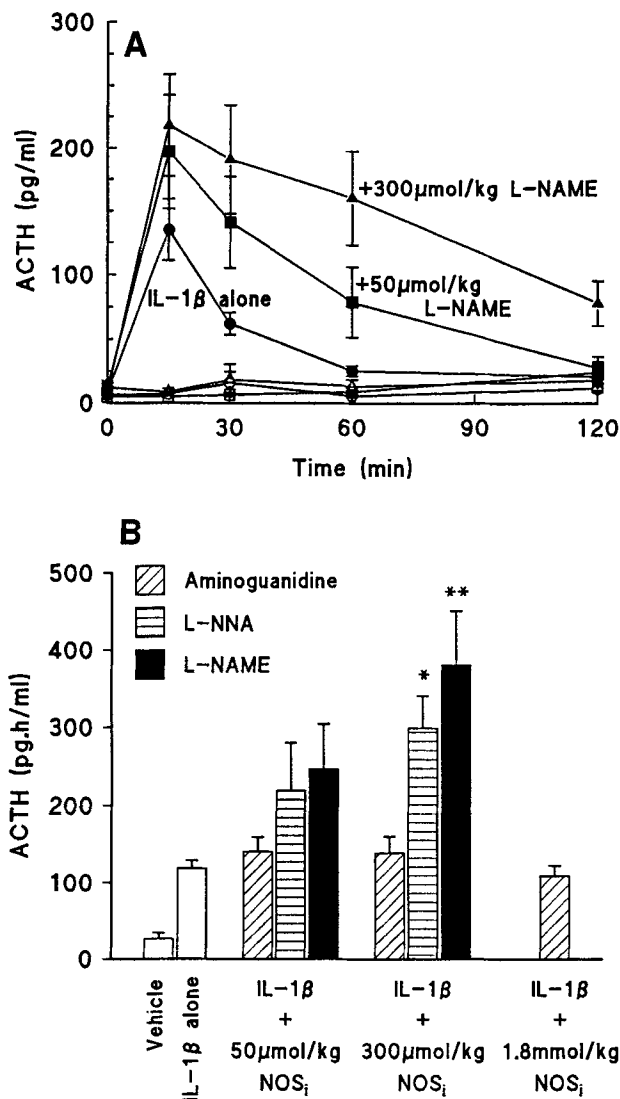 A
300
200
100
0
ACTH (pg/ml)
+300µmol/kg L-NAME
+50µmol/kg
L-NAME
IL-1β alone
0 30 60 90 120
Time (min)
B
500
400
300
200
100
0
ACTH (pg.h/ml)
Aminoguanidine
L-NNA
L-NAME
*
**
Vehicle
IL-1β alone
IL-1β IL-1β IL-1β
+ + +
50µmol/kg 300µmol/kg 1.8mmol/kg
NOSi NOSi NOSi